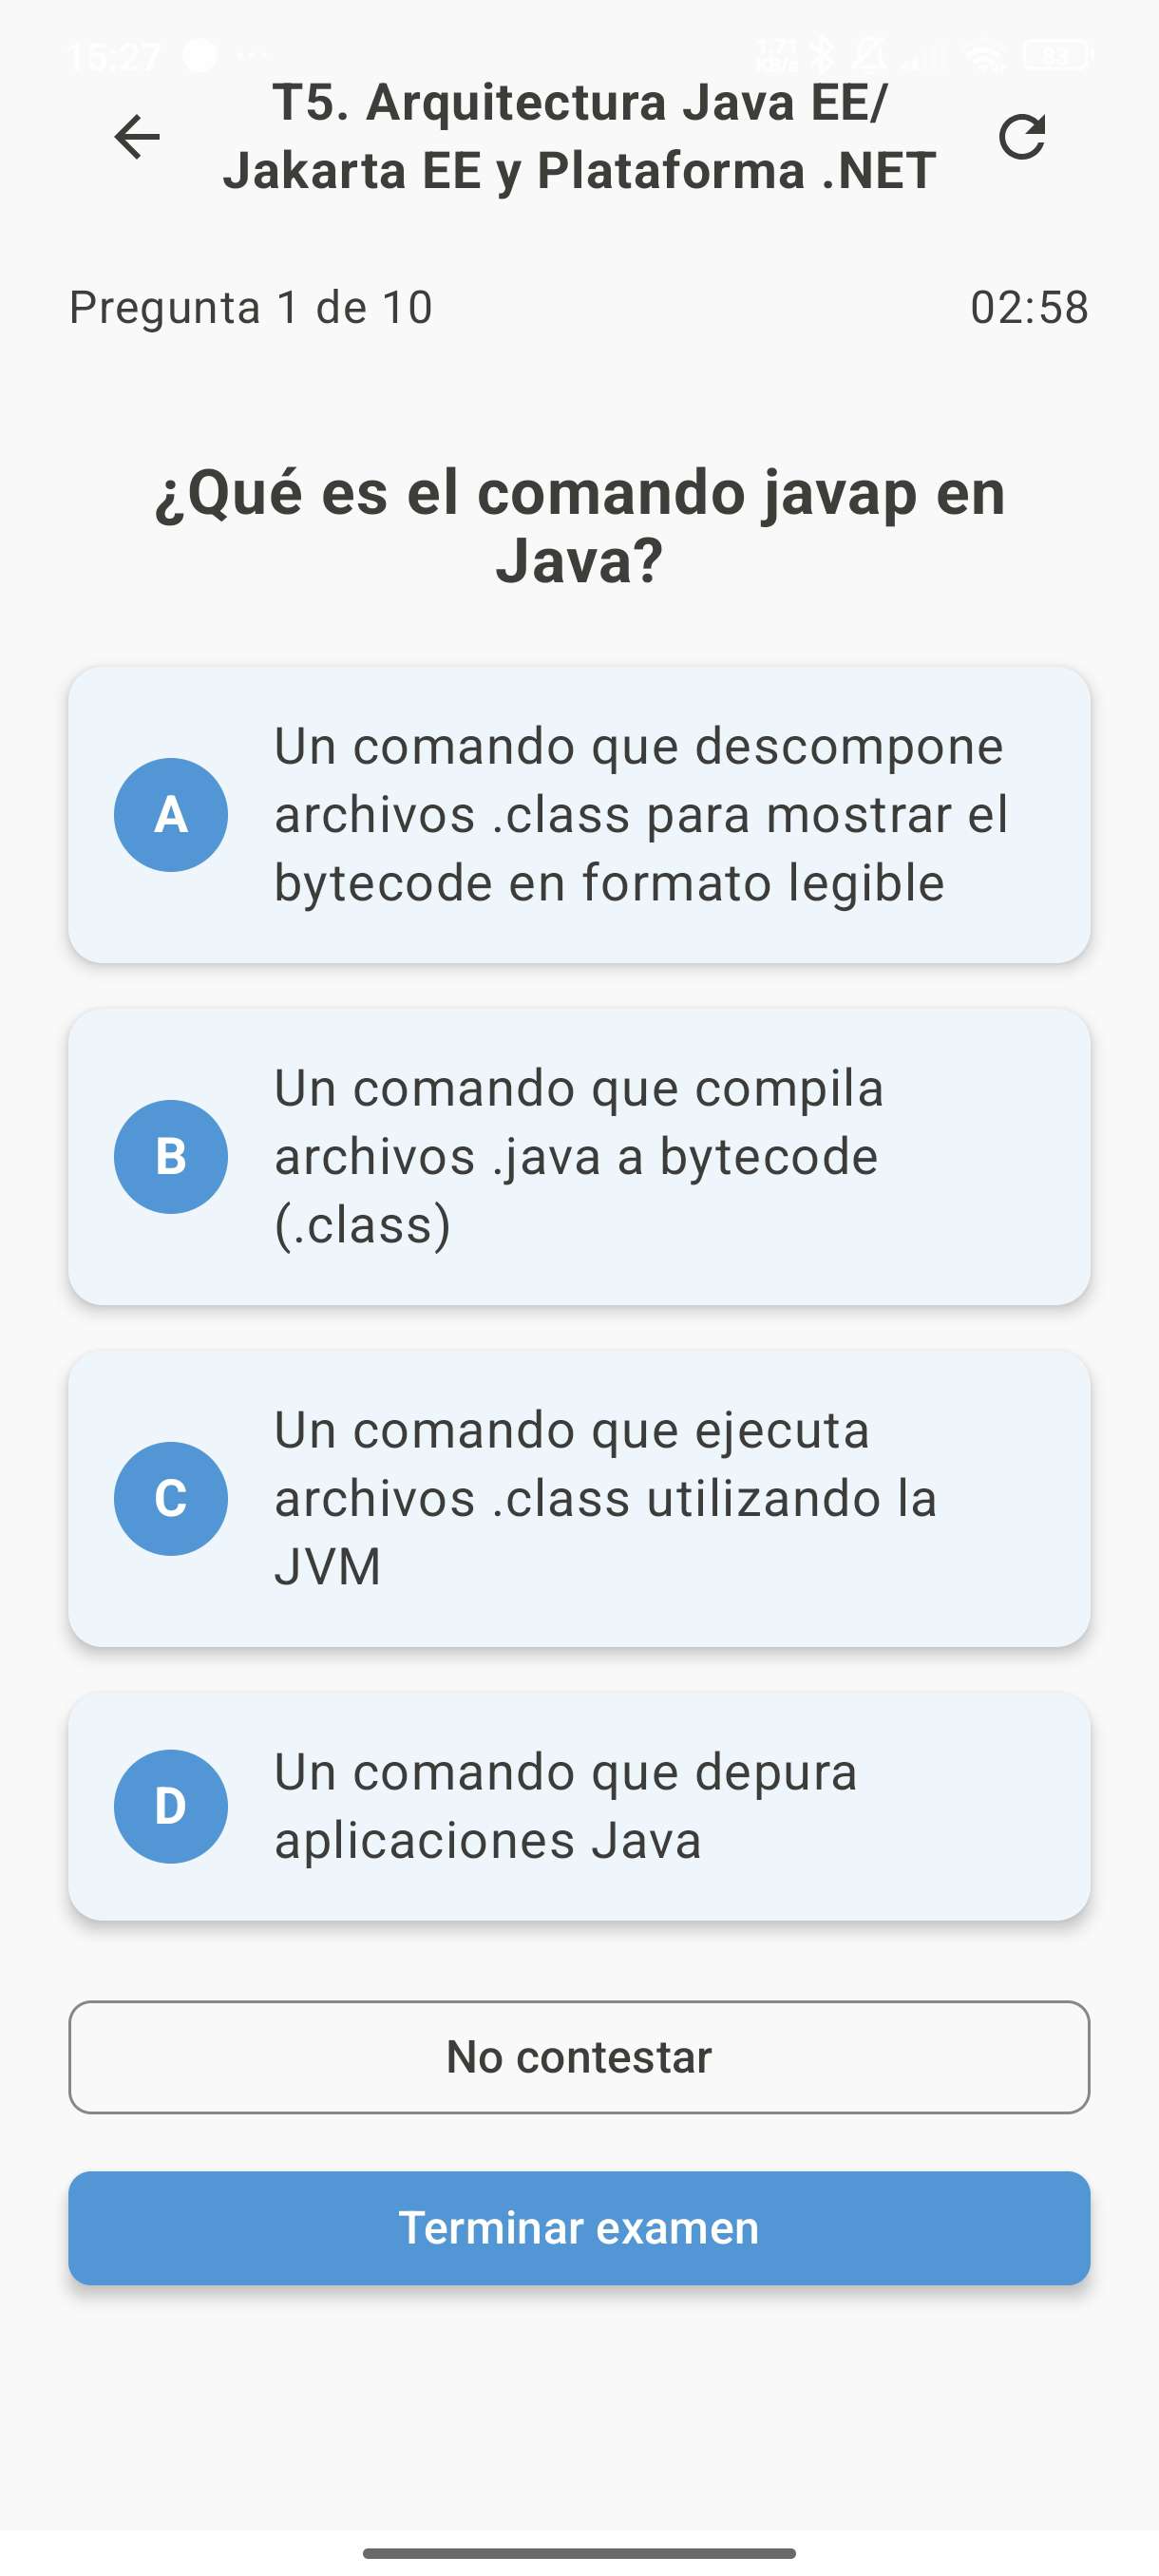 15:27
T5. Arquitectura Java EE/
Jakarta EE y Plataforma .NET
Pregunta 1 de 10
02:58
¿Qué es el comando javap en
Java?
A
Un comando que descompone
archivos .class para mostrar el
bytecode en formato legible
B
Un comando que compila
archivos .java a bytecode
(.class)
C
Un comando que ejecuta
archivos .class utilizando la
JVM
D
Un comando que depura
aplicaciones Java
No contestar
Terminar examen